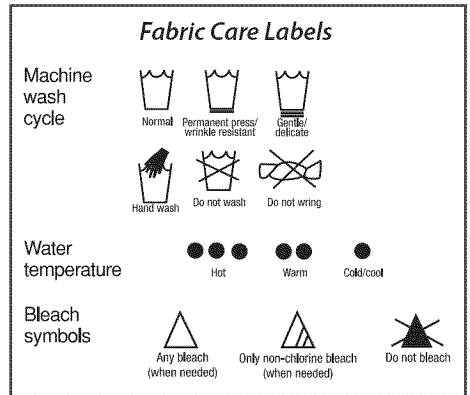 Fabric Care Labels
Machine
wash
cycle
Normal
Permanent press/
wrinkle resistant
Gentle/
delicate
Hand wash
Do not wash
Do not wring
Water
temperature
Hot
Warm
Cold/cool
Bleach
symbols
Any bleach
(when needed)
Only non-chlorine bleach
(when needed)
Do not bleach